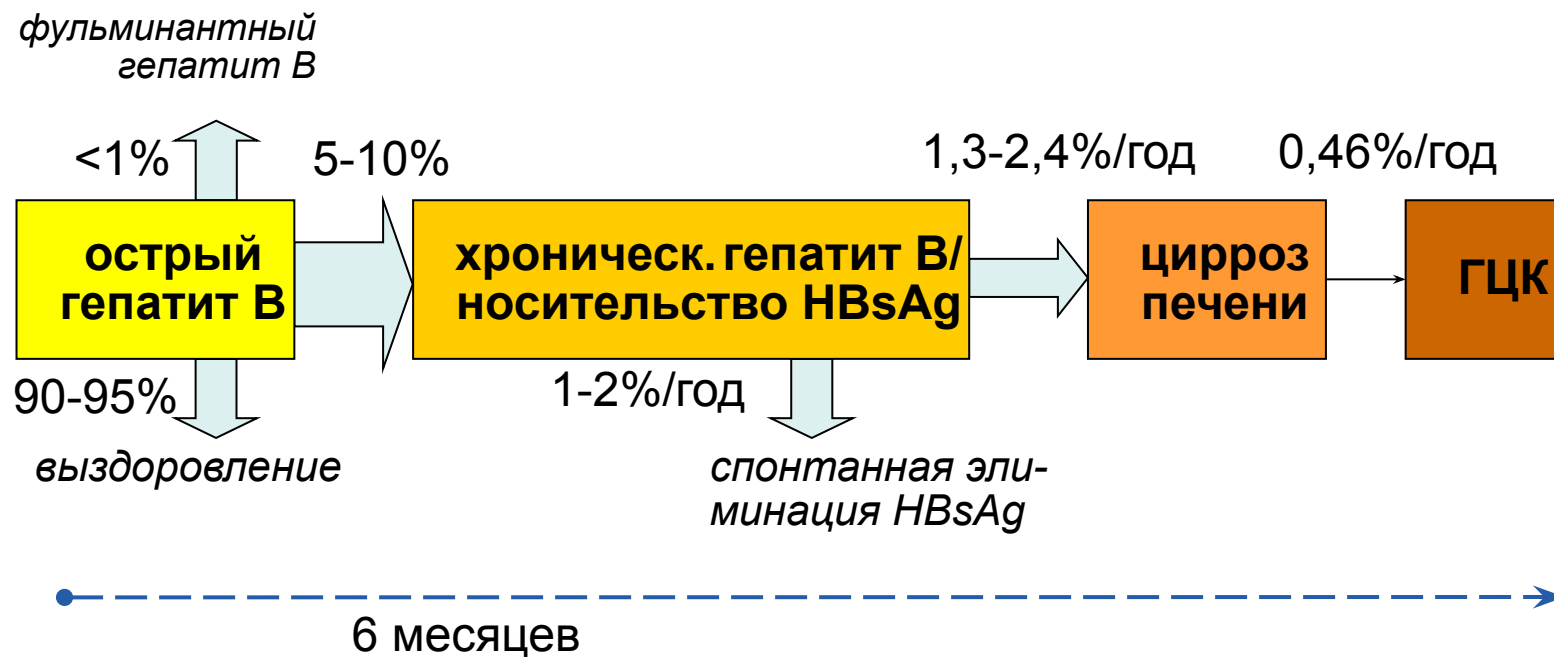 фульминантный
гепатит В
<1%
5-10%
1,3-2,4%/год
0,46%/год
острый
гепатит В
хроническ. гепатит В/
носительство HBsAg
цирроз
печени
ГЦК
90-95%
1-2%/год
выздоровление
спонтанная эли-
минация HBsAg
6 месяцев